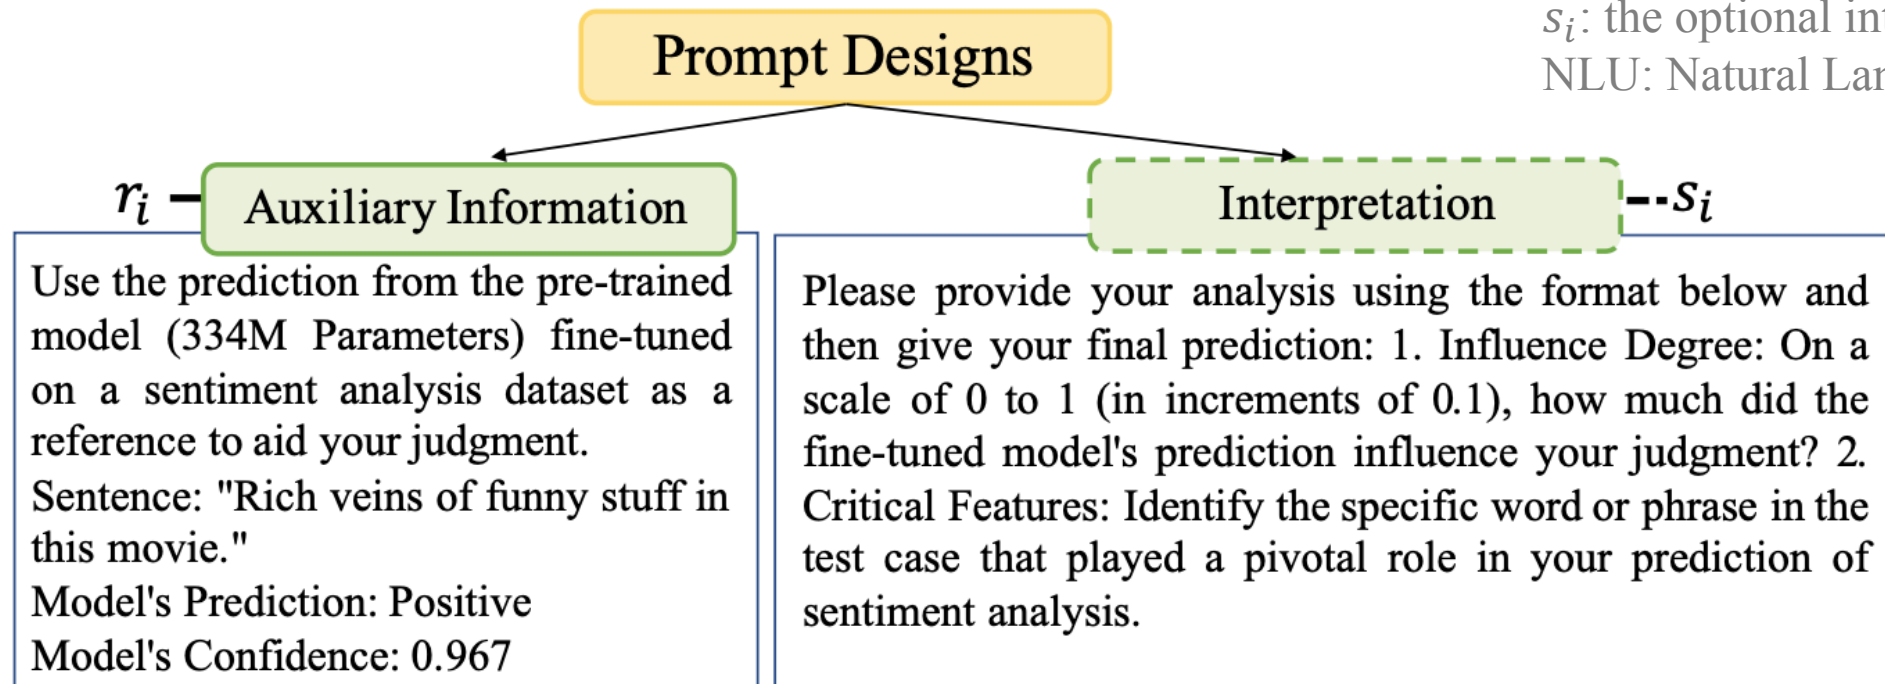 Prompt Designs
s_i: the optional
NLU: Natural
r_i
Auxiliary Information
Use the prediction from the pre-trained
model (334M Parameters) fine-tuned
on a sentiment analysis dataset as a
reference to aid your judgment.
Sentence: "Rich veins of funny stuff in
this movie."
Model's Prediction: Positive
Model's Confidence: 0.967
Interpretation
s_i
Please provide your analysis using the format below and
then give your final prediction: 1. Influence Degree: On a
scale of 0 to 1 (in increments of 0.1), how much did the
fine-tuned model's prediction influence your judgment? 2.
Critical Features: Identify the specific word or phrase in the
test case that played a pivotal role in your prediction of
sentiment analysis.